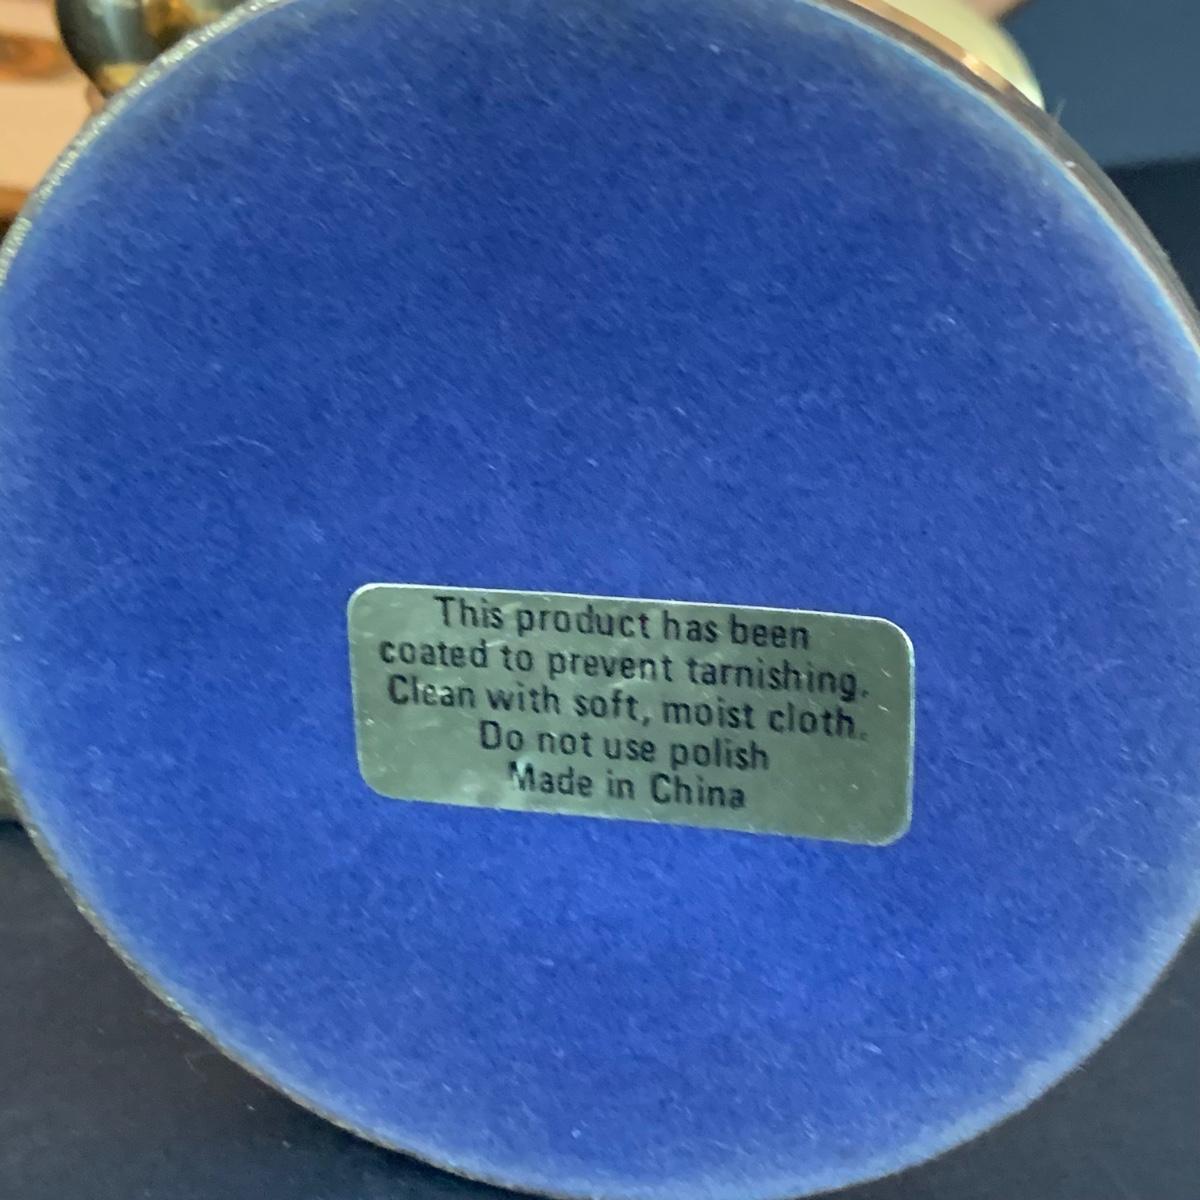 This product has been
coated to prevent tarnishing.
Clean with soft, moist cloth.
Do not use polish
Made in China